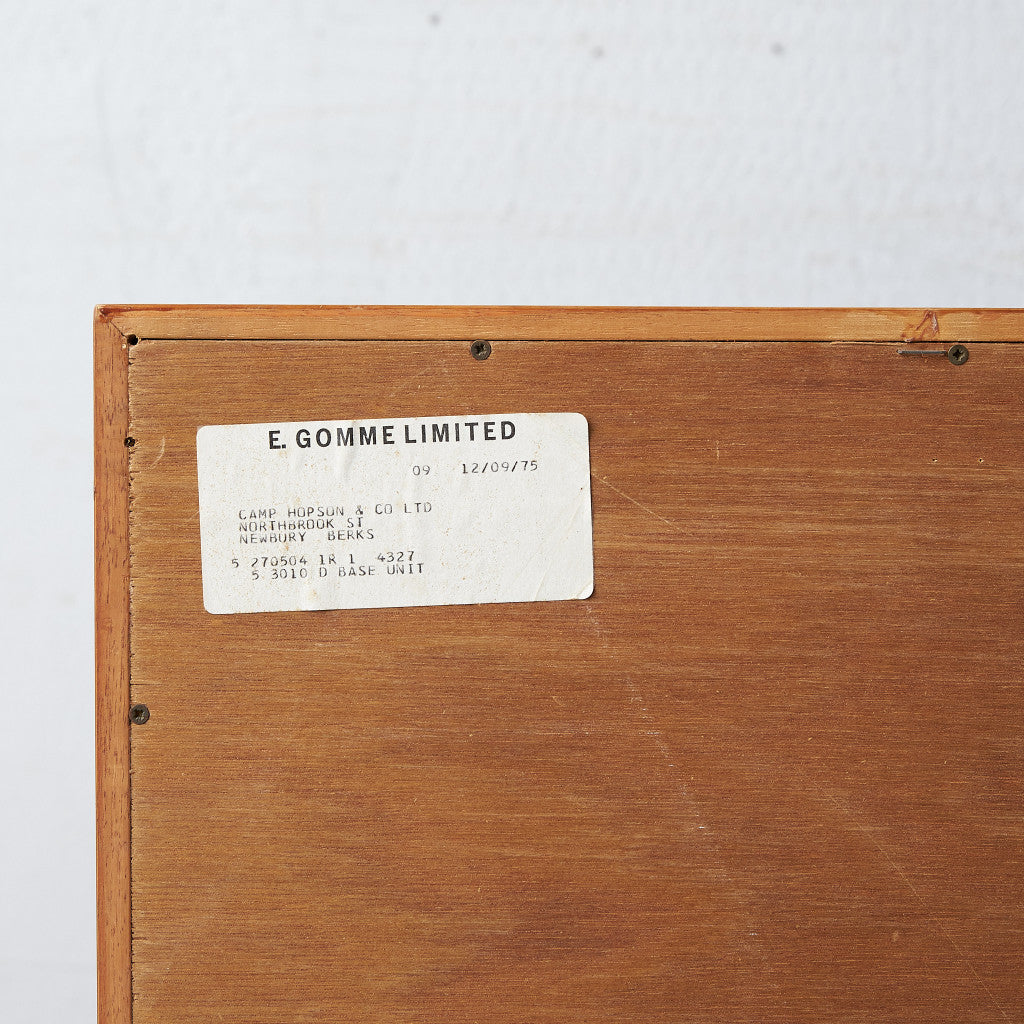 E. GOMME LIMITED
09 12/09/75
CAMP HOPSON & CO LTD
NORTHBROOK ST
NEWBURY BERKS
5 270504 1R 1 4327
5 3010 D BASE UNIT